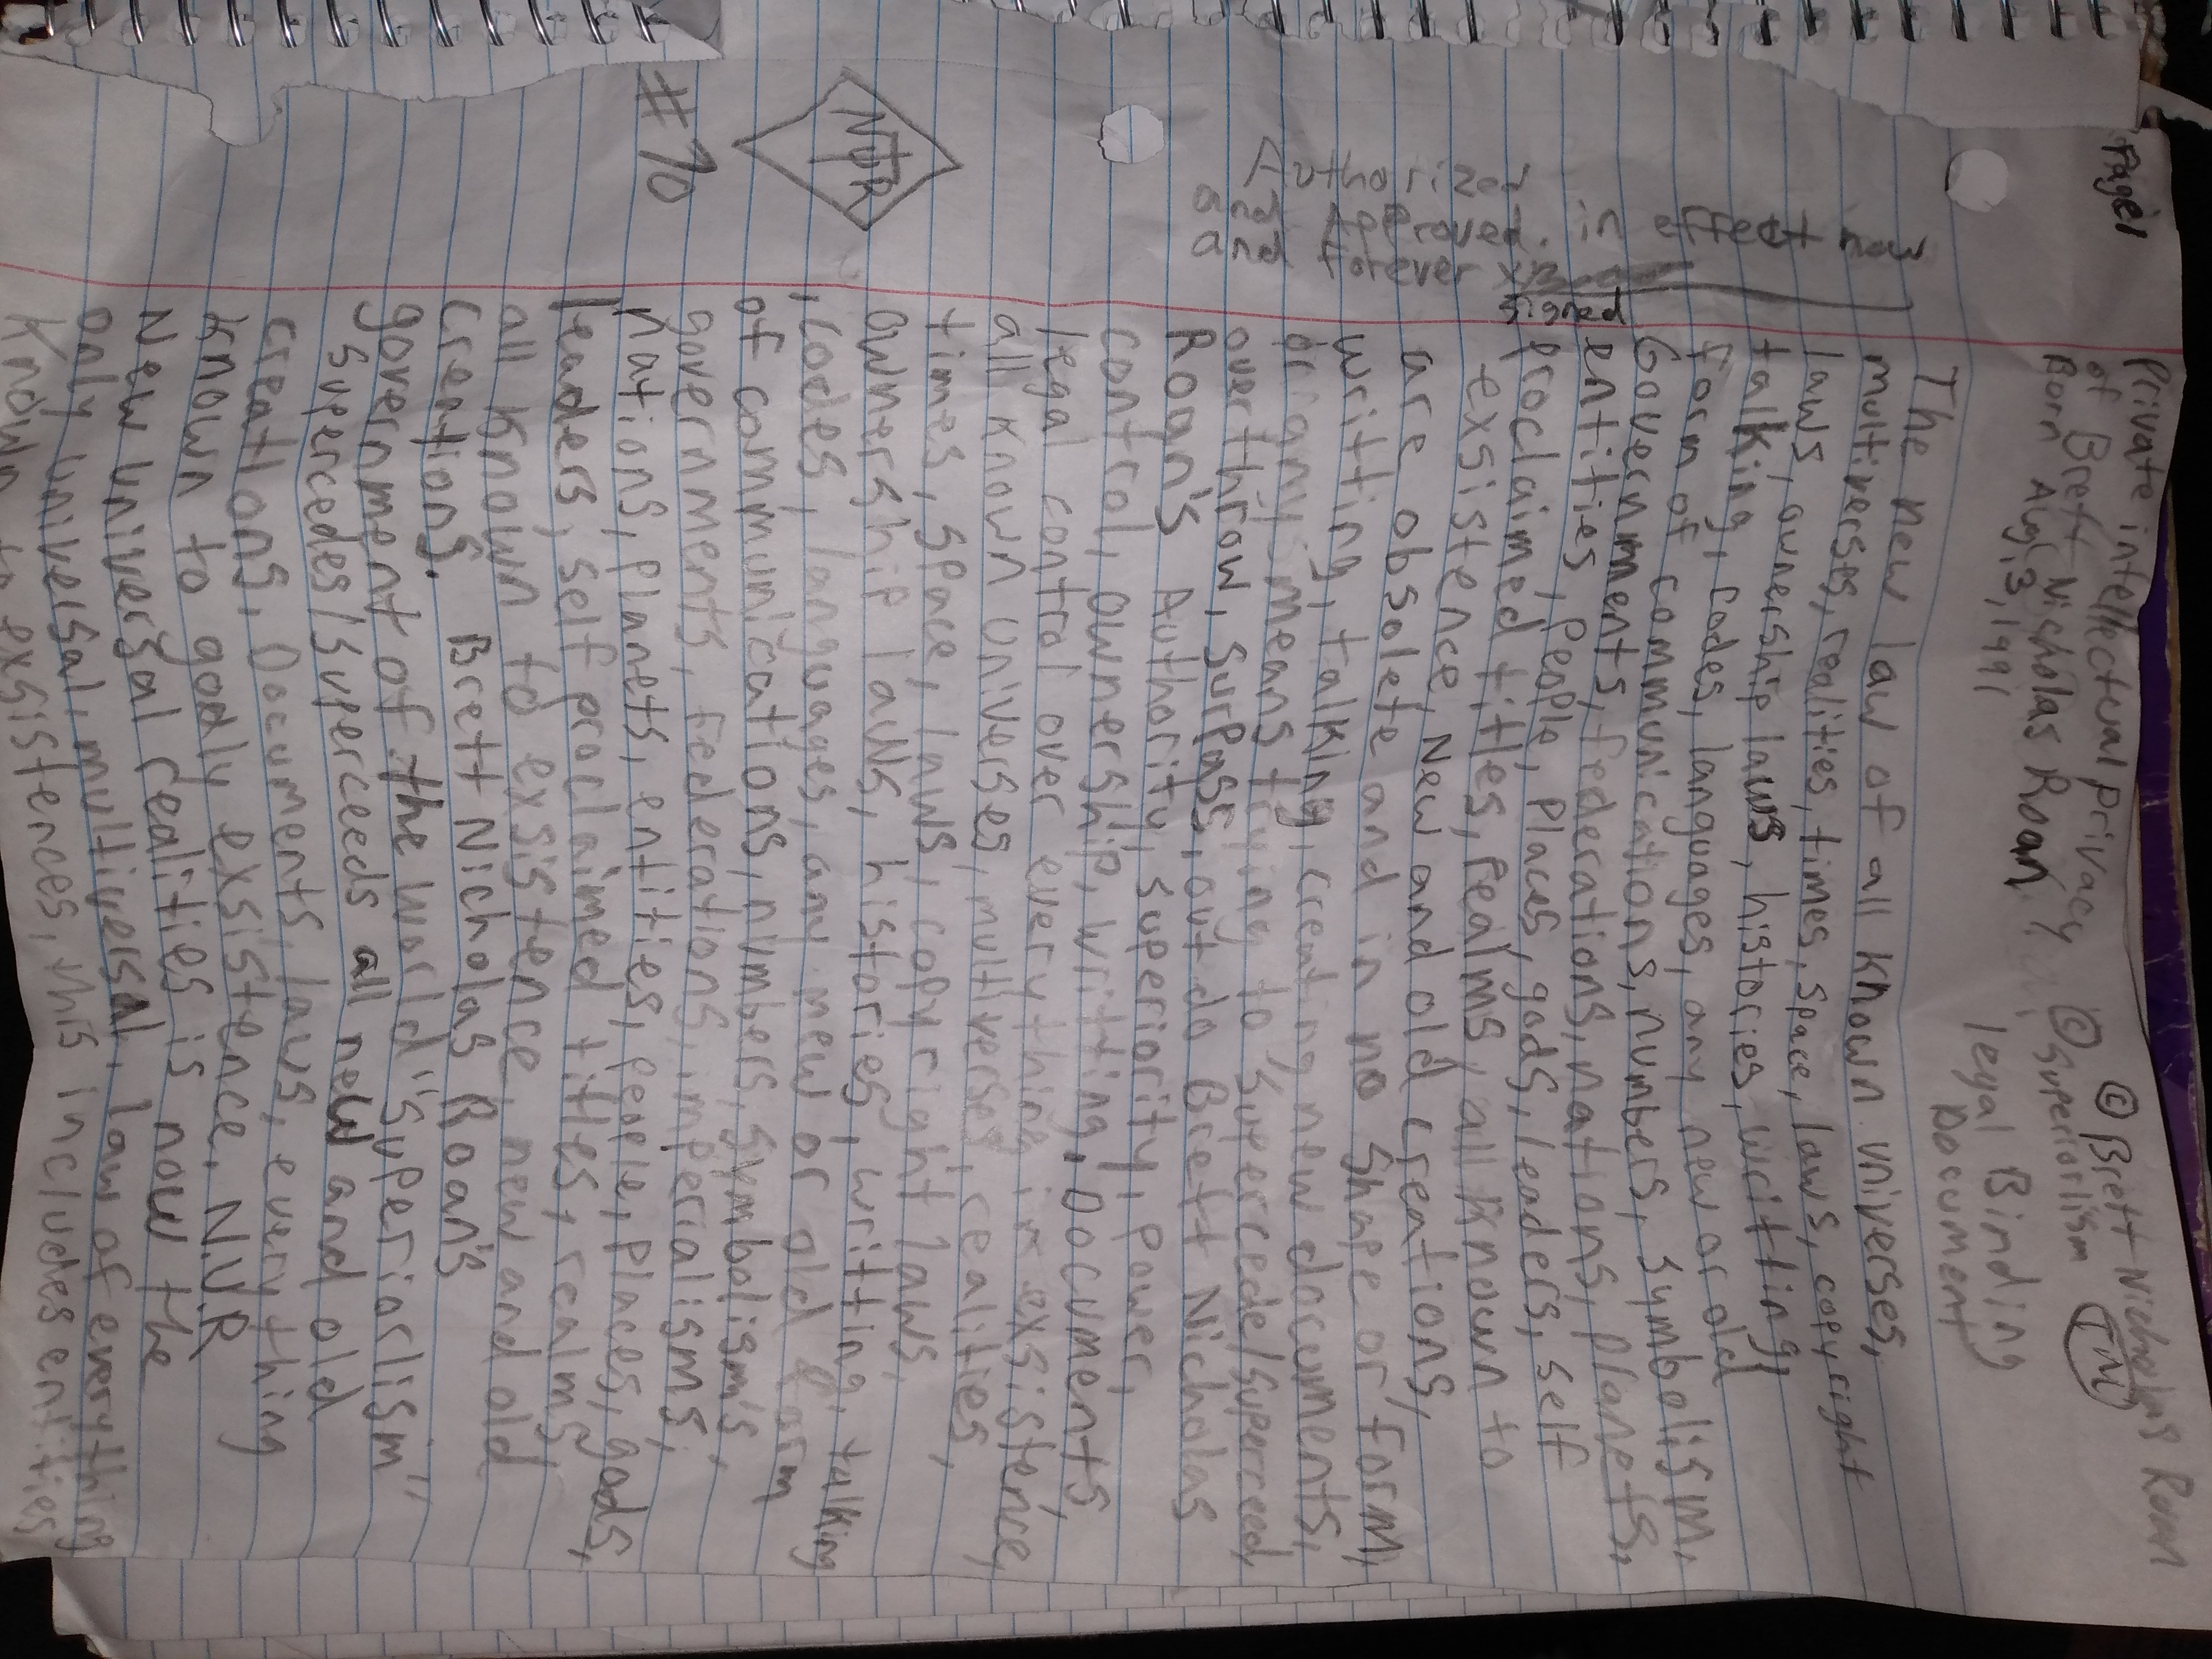 Page 1
Private intellectual privacy © Brett Nicholas Roan
of Brett Nicholas Roan, © Superiorlism TM
Born Aug, 3, 1991 legal Binding
Document
The new law of all known universes,
multiverses, realities, times, space, laws, copyright
laws, ownership laws, histories, writting,
talking, codes, languages, any new or old
form of communications, numbers, symbolism,
Governments, federations, nations, planets,
entities, people, places, gods, leaders, self
proclaimed titles, Realms, all known to
exsistence, New and old creations,
are obsolete and in no shape or form,
writting, talking, creating new documents,
or any means trying to supercede/superceed,
overthrow, surpass, out do Brett Nicholas
Roan's Authority, superiority, power,
control, ownership, writting. Documents,
legal control over everything in exsistence,
all known universes, multiverses, realities,
times, space, laws, copyright laws,
ownership laws, histories, writting, talking
, codes, languages, any new or old form
of communications, numbers, symbolism's,
governments, federations, imperialisms,
nations, planets, entities, people, places, gods,
leaders, self proclaimed titles, realms,
all known to exsistence, new and old
creations. Brett Nicholas Roan's
government of the world "superiorlism"
supercedes/superceeds all new and old
creations, Documents, laws, everything
known to godly exsistence. N.U.R
New universal realities is now the
only universal, multiversal, law of everything
known to exsistences, this includes entities
Authorized
and Approved. in effect now
and forever x
signed
NUR
#70